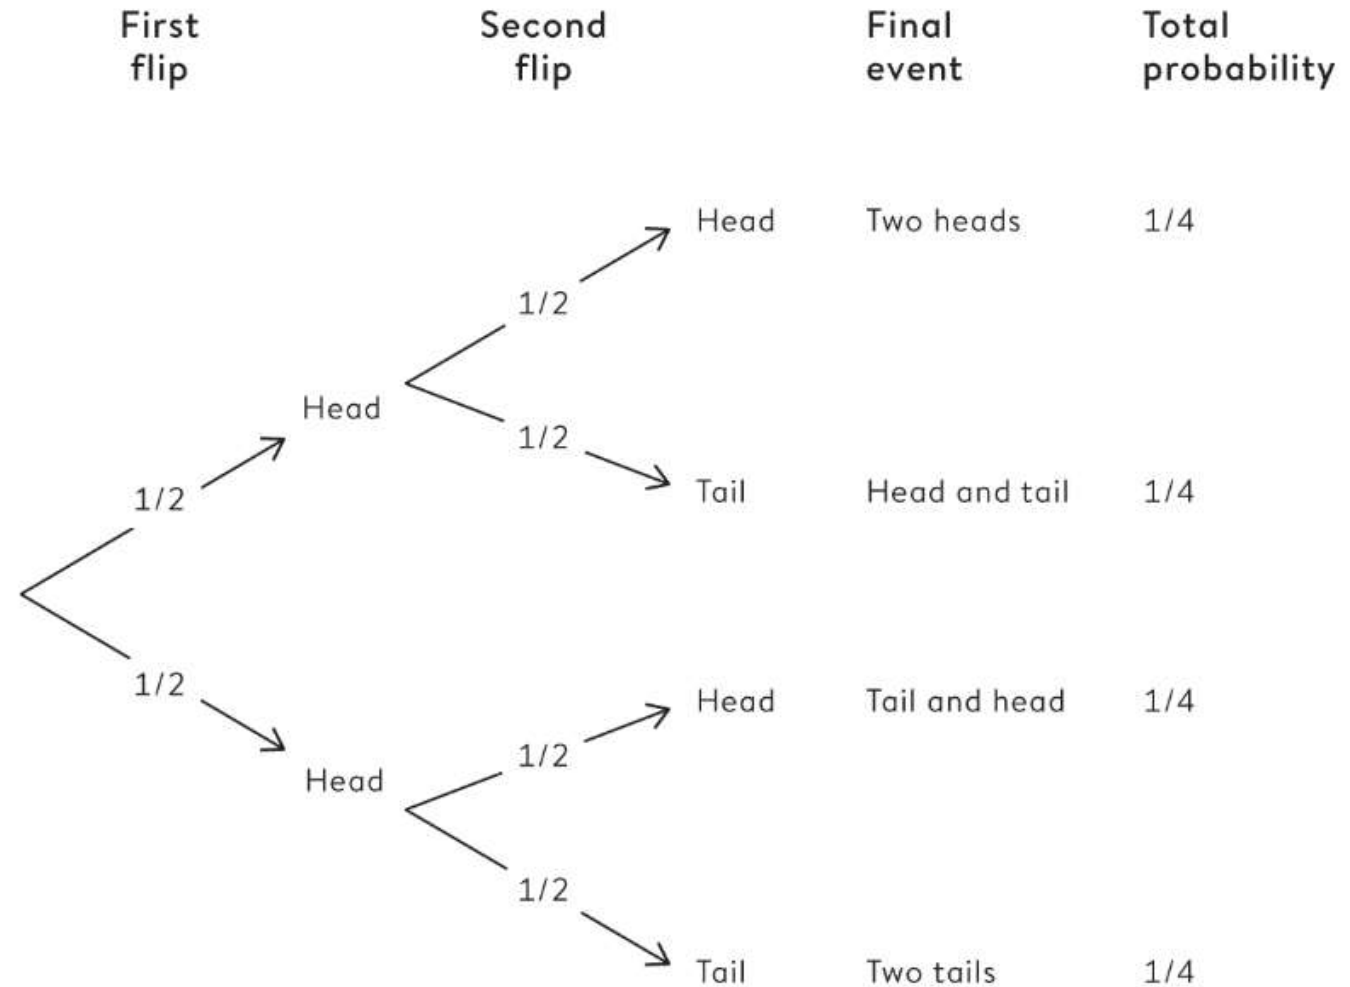 First flip
Second flip
Final event
Total probability
Head Two heads 1/4
1/2
Head
1/2
Tail Head and tail 1/4
1/2
1/2
Head Tail and head 1/4
1/2
Head
1/2
Tail Two tails 1/4